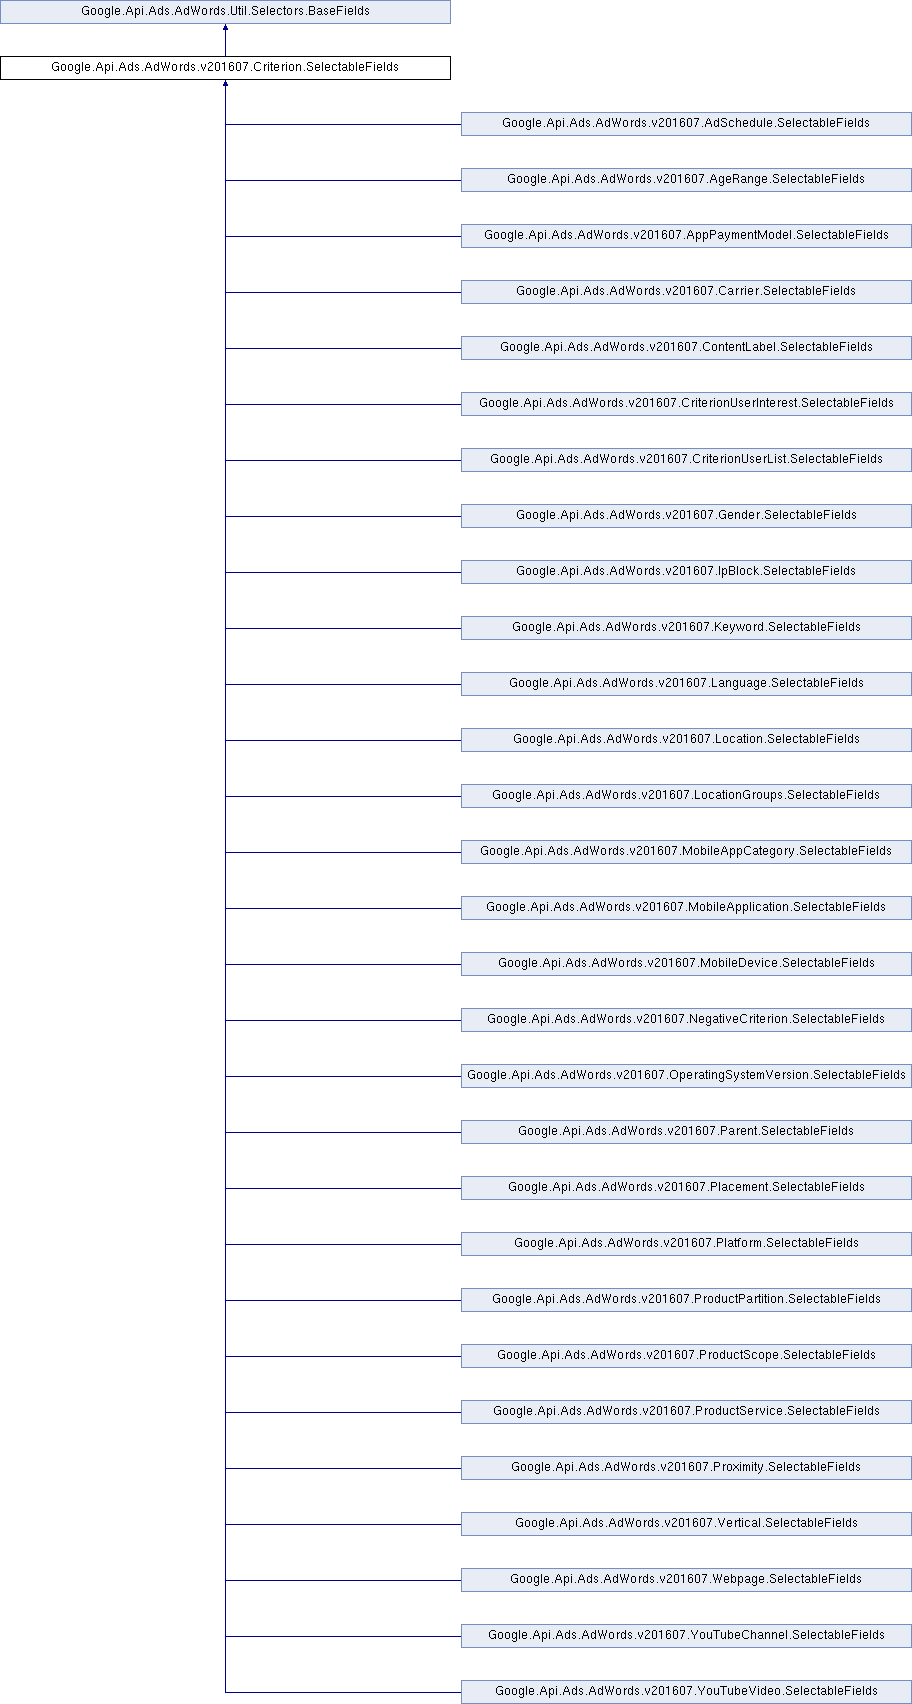 Google.Api.Ads.AdWords.Util.Selectors.BaseFields
Google.Api.Ads.AdWords.v201607.Criterion.SelectableFields
Google.Api.Ads.AdWords.v201607.AdSchedule.SelectableFields
Google.Api.Ads.AdWords.v201607.AgeRange.SelectableFields
Google.Api.Ads.AdWords.v201607.AppPaymentModel.SelectableFields
Google.Api.Ads.AdWords.v201607.Carrier.SelectableFields
Google.Api.Ads.AdWords.v201607.ContentLabel.SelectableFields
Google.Api.Ads.AdWords.v201607.CriterionUserInterest.SelectableFields
Google.Api.Ads.AdWords.v201607.CriterionUserList.SelectableFields
Google.Api.Ads.AdWords.v201607.Gender.SelectableFields
Google.Api.Ads.AdWords.v201607.IpBlock.SelectableFields
Google.Api.Ads.AdWords.v201607.Keyword.SelectableFields
Google.Api.Ads.AdWords.v201607.Language.SelectableFields
Google.Api.Ads.AdWords.v201607.Location.SelectableFields
Google.Api.Ads.AdWords.v201607.LocationGroups.SelectableFields
Google.Api.Ads.AdWords.v201607.MobileAppCategory.SelectableFields
Google.Api.Ads.AdWords.v201607.MobileApplication.SelectableFields
Google.Api.Ads.AdWords.v201607.MobileDevice.SelectableFields
Google.Api.Ads.AdWords.v201607.NegativeCriterion.SelectableFields
Google.Api.Ads.AdWords.v201607.OperatingSystemVersion.SelectableFields
Google.Api.Ads.AdWords.v201607.Parent.SelectableFields
Google.Api.Ads.AdWords.v201607.Placement.SelectableFields
Google.Api.Ads.AdWords.v201607.Platform.SelectableFields
Google.Api.Ads.AdWords.v201607.ProductPartition.SelectableFields
Google.Api.Ads.AdWords.v201607.ProductScope.SelectableFields
Google.Api.Ads.AdWords.v201607.ProductService.SelectableFields
Google.Api.Ads.AdWords.v201607.Proximity.SelectableFields
Google.Api.Ads.AdWords.v201607.Vertical.SelectableFields
Google.Api.Ads.AdWords.v201607.Webpage.SelectableFields
Google.Api.Ads.AdWords.v201607.YouTubeChannel.SelectableFields
Google.Api.Ads.AdWords.v201607.YouTubeVideo.SelectableFields